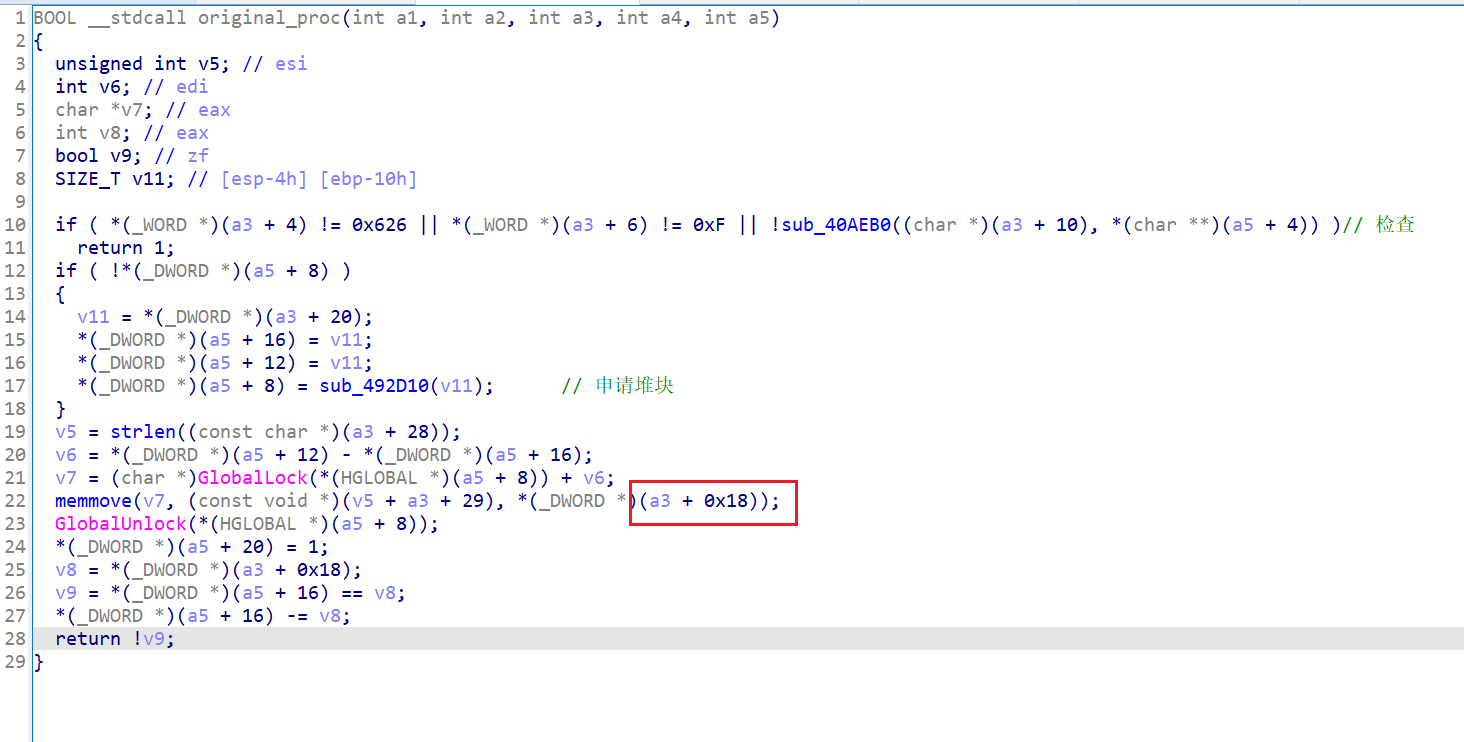 1 BOOL __stdcall original_proc(int a1, int a2, int a3, int a4, int a5)
2 {
3 unsigned int v5; // esi
4 int v6; // edi
5 char *v7; // eax
6 int v8; // eax
7 bool v9; // zf
8 SIZE_T v11; // [esp-4h] [ebp-10h]
9
10 if ( *(_WORD *)(a3 + 4) != 0x626 || *(_WORD *)(a3 + 6) != 0xF || !sub_40AEB0((char *)(a3 + 10), *(char **)(a5 + 4)) )// 检查
11 return 1;
12 if ( !*(_DWORD *)(a5 + 8) )
13 {
14 v11 = *(_DWORD *)(a3 + 20);
15 *(_DWORD *)(a5 + 16) = v11;
16 *(_DWORD *)(a5 + 12) = v11;
17 *(_DWORD *)(a5 + 8) = sub_492D10(v11); // 申请堆块
18 }
19 v5 = strlen((const char *)(a3 + 28));
20 v6 = *(_DWORD *)(a5 + 12) - *(_DWORD *)(a5 + 16);
21 v7 = (char *)GlobalLock(*(HGLOBAL *)(a5 + 8)) + v6;
22 memmove(v7, (const void *)(v5 + a3 + 29), *(_DWORD *)(a3 + 0x18));
23 GlobalUnlock(*(HGLOBAL *)(a5 + 8));
24 *(_DWORD *)(a5 + 20) = 1;
25 v8 = *(_DWORD *)(a3 + 0x18);
26 v9 = *(_DWORD *)(a5 + 16) == v8;
27 *(_DWORD *)(a5 + 16) -= v8;
28 return !v9;
29 }